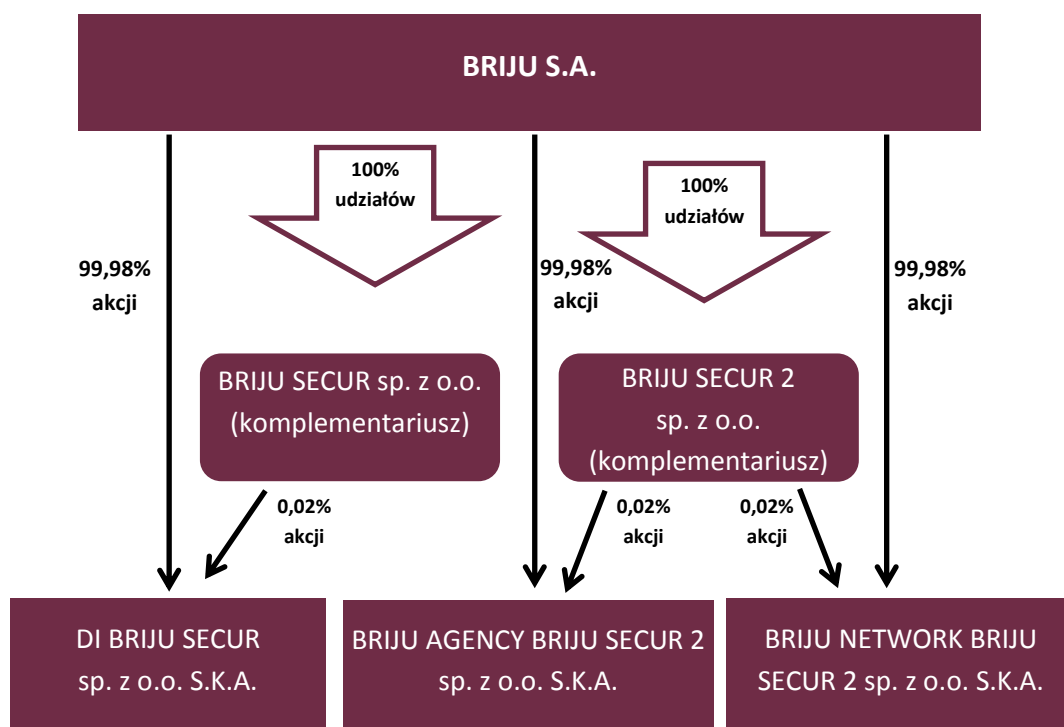 BRIJU S.A.
100%
udziałów
100%
udziałów
99,98%
akcji
99,98%
akcji
99,98%
akcji
BRIJU SECUR sp. z o.o.
(komplementariusz)
BRIJU SECUR 2
sp. z o.o.
(komplementariusz)
0,02%
akcji
0,02%
akcji
0,02%
akcji
DI BRIJU SECUR
sp. z o.o. S.K.A.
BRIJU AGENCY BRIJU SECUR 2
sp. z o.o. S.K.A.
BRIJU NETWORK BRIJU
SECUR 2 sp. z o.o. S.K.A.